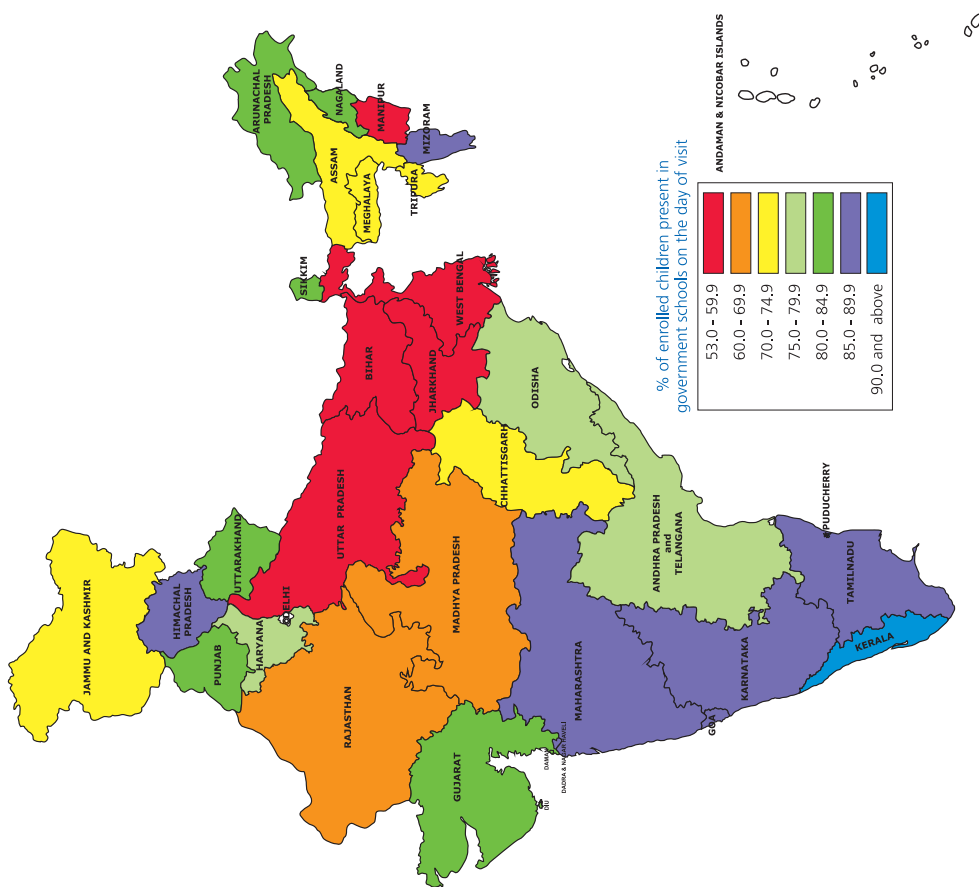 JAMMU AND KASHMIR
HIMACHAL
PRADESH
PUNJAB
UTTARAKHAND
HARYANA
DELHI
RAJASTHAN
UTTAR PRADESH
BIHAR
SIKKIM
ARUNACHAL
PRADESH
ASSAM
NAGALAND
MEGHALAYA
MANIPUR
TRIPURA
MIZORAM
WEST BENGAL
JHARKHAND
ODISHA
CHHATTISGARH
MADHYA PRADESH
GUJARAT
DIU
DAMAN
DADRA & NAGAR HAVELI
MAHARASHTRA
ANDHRA PRADESH
and
TELANGANA
GOA
KARNATAKA
TAMILNADU
PUDUCHERRY
KERALA
ANDAMAN & NICOBAR ISLANDS
% of enrolled children present in
government schools on the day of visit
53.0 - 59.9
60.0 - 69.9
70.0 - 74.9
75.0 - 79.9
80.0 - 84.9
85.0 - 89.9
90.0 and above